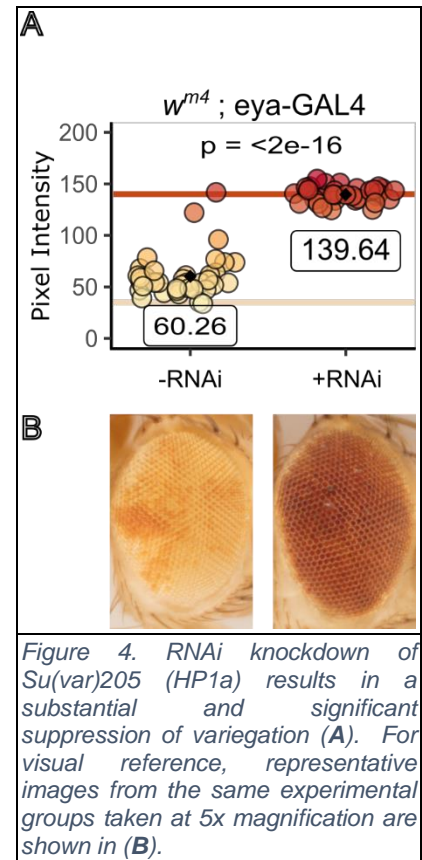 A
w^m4 ; eya-GAL4
200
p = <2e-16
150
100
139.64
50
60.26
0
Pixel Intensity
-RNAi
+RNAi
B
Figure 4. RNAi knockdown of
Su(var)205 (HP1a) results in a
substantial and significant
suppression of variegation (A). For
visual reference, representative
images from the same experimental
groups taken at 5x magnification are
shown in (B).